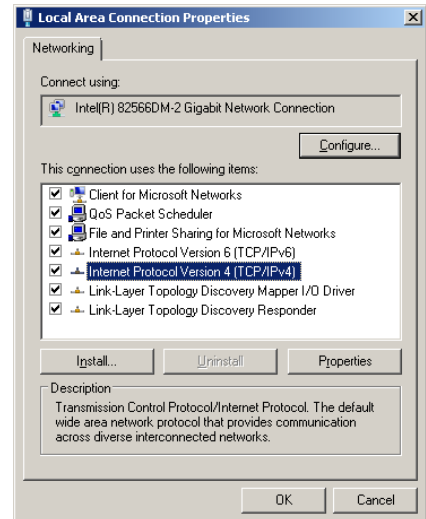 Local Area Connection Properties
Networking
Connect using:
Intel(R) 82566DM-2 Gigabit Network Connection
Configure...
This connection uses the following items:
Client for Microsoft Networks
QoS Packet Scheduler
File and Printer Sharing for Microsoft Networks
Internet Protocol Version 6 (TCP/IPv6)
Internet Protocol Version 4 (TCP/IPv4)
Link-Layer Topology Discovery Mapper I/O Driver
Link-Layer Topology Discovery Responder
Install... Uninstall Properties
Description
Transmission Control Protocol/Internet Protocol. The default
wide area network protocol that provides communication
across diverse interconnected networks.
OK Cancel